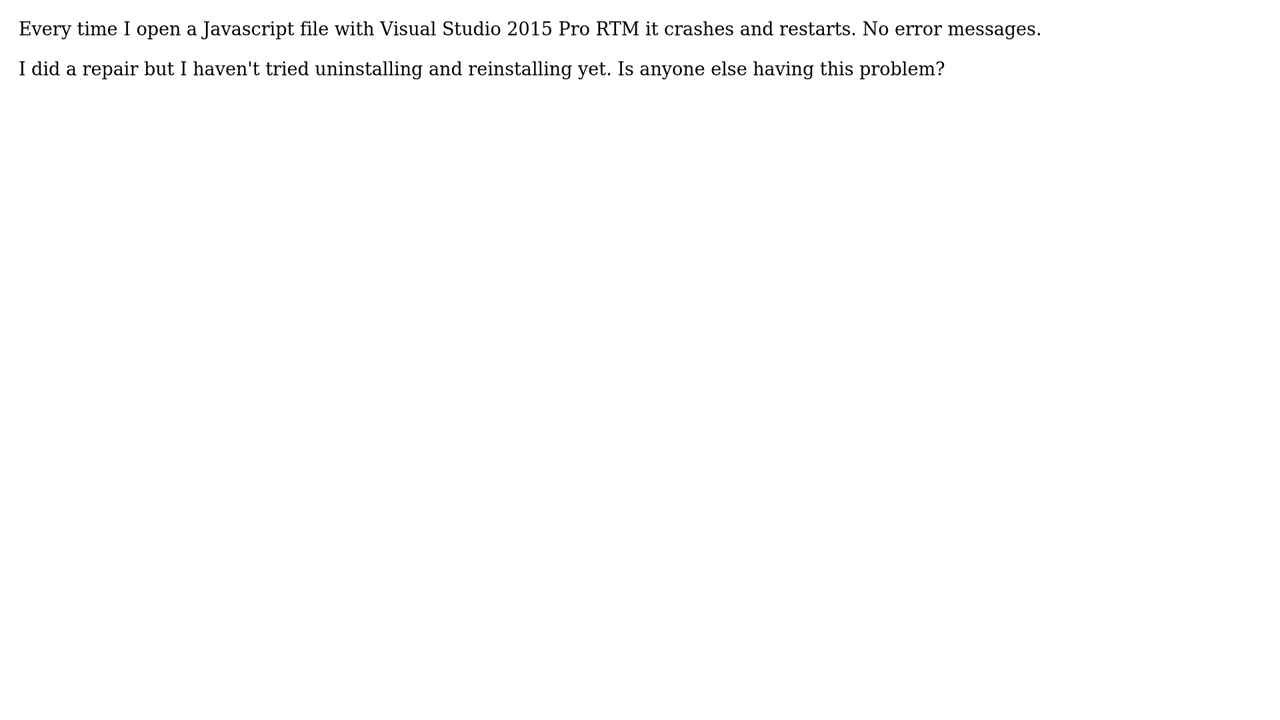 Every time I open a Javascript file with Visual Studio 2015 Pro RTM it crashes and restarts. No error messages.
I did a repair but I haven't tried uninstalling and reinstalling yet. Is anyone else having this problem?